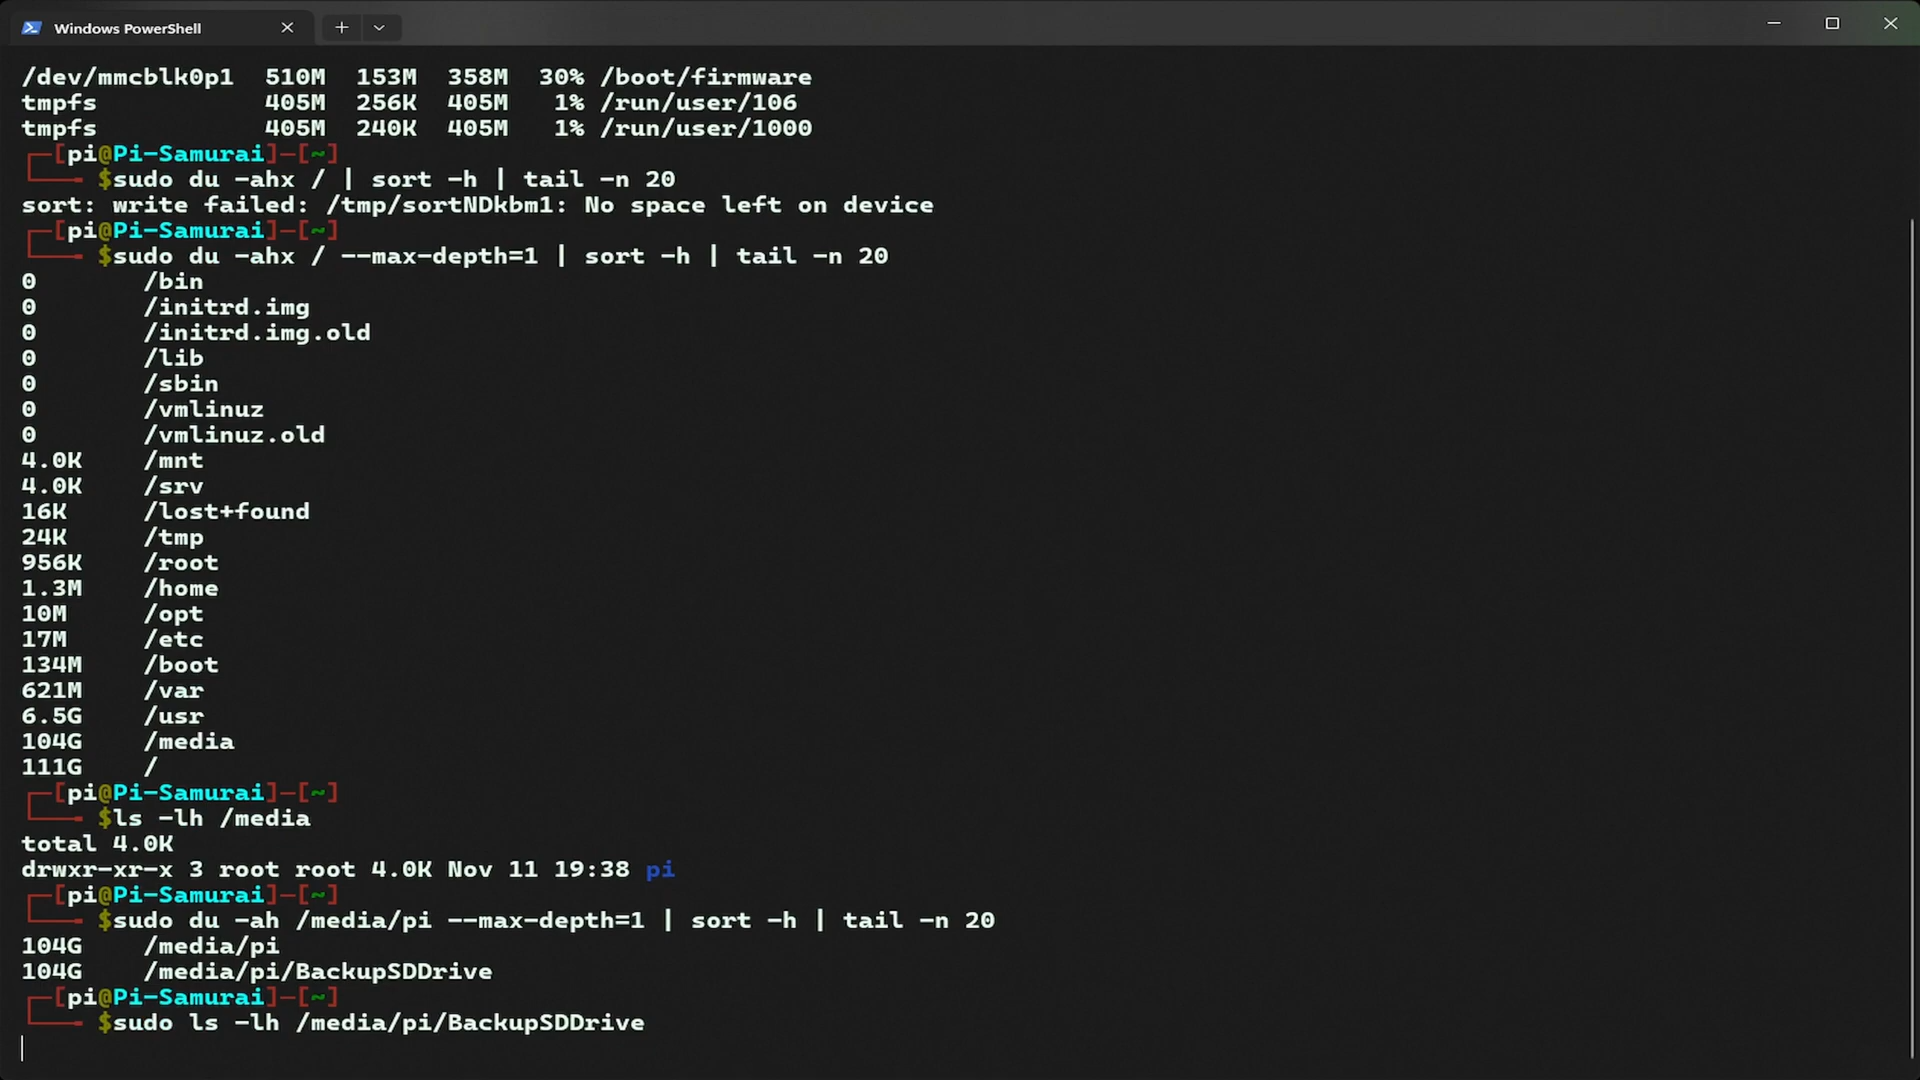 Windows PowerShell
/dev/mmcblk0p1  510M  153M  358M  30% /boot/firmware
tmpfs           405M  256K  405M   1% /run/user/106
tmpfs           405M  240K  405M   1% /run/user/1000
┌─[pi@Pi-Samurai]─[~]
└──╼ $sudo du -ahx / | sort -h | tail -n 20
sort: write failed: /tmp/sortNDkbm1: No space left on device
┌─[pi@Pi-Samurai]─[~]
└──╼ $sudo du -ahx / --max-depth=1 | sort -h | tail -n 20
0       /bin
0       /initrd.img
0       /initrd.img.old
0       /lib
0       /sbin
0       /vmlinuz
0       /vmlinuz.old
4.0K    /mnt
4.0K    /srv
16K     /lost+found
24K     /tmp
956K    /root
1.3M    /home
10M     /opt
17M     /etc
134M    /boot
621M    /var
6.5G    /usr
104G    /media
111G    /
┌─[pi@Pi-Samurai]─[~]
└──╼ $ls -lh /media
total 4.0K
drwxr-xr-x 3 root root 4.0K Nov 11 19:38 pi
┌─[pi@Pi-Samurai]─[~]
└──╼ $sudo du -ah /media/pi --max-depth=1 | sort -h | tail -n 20
104G    /media/pi
104G    /media/pi/BackupSDDrive
┌─[pi@Pi-Samurai]─[~]
└──╼ $sudo ls -lh /media/pi/BackupSDDrive